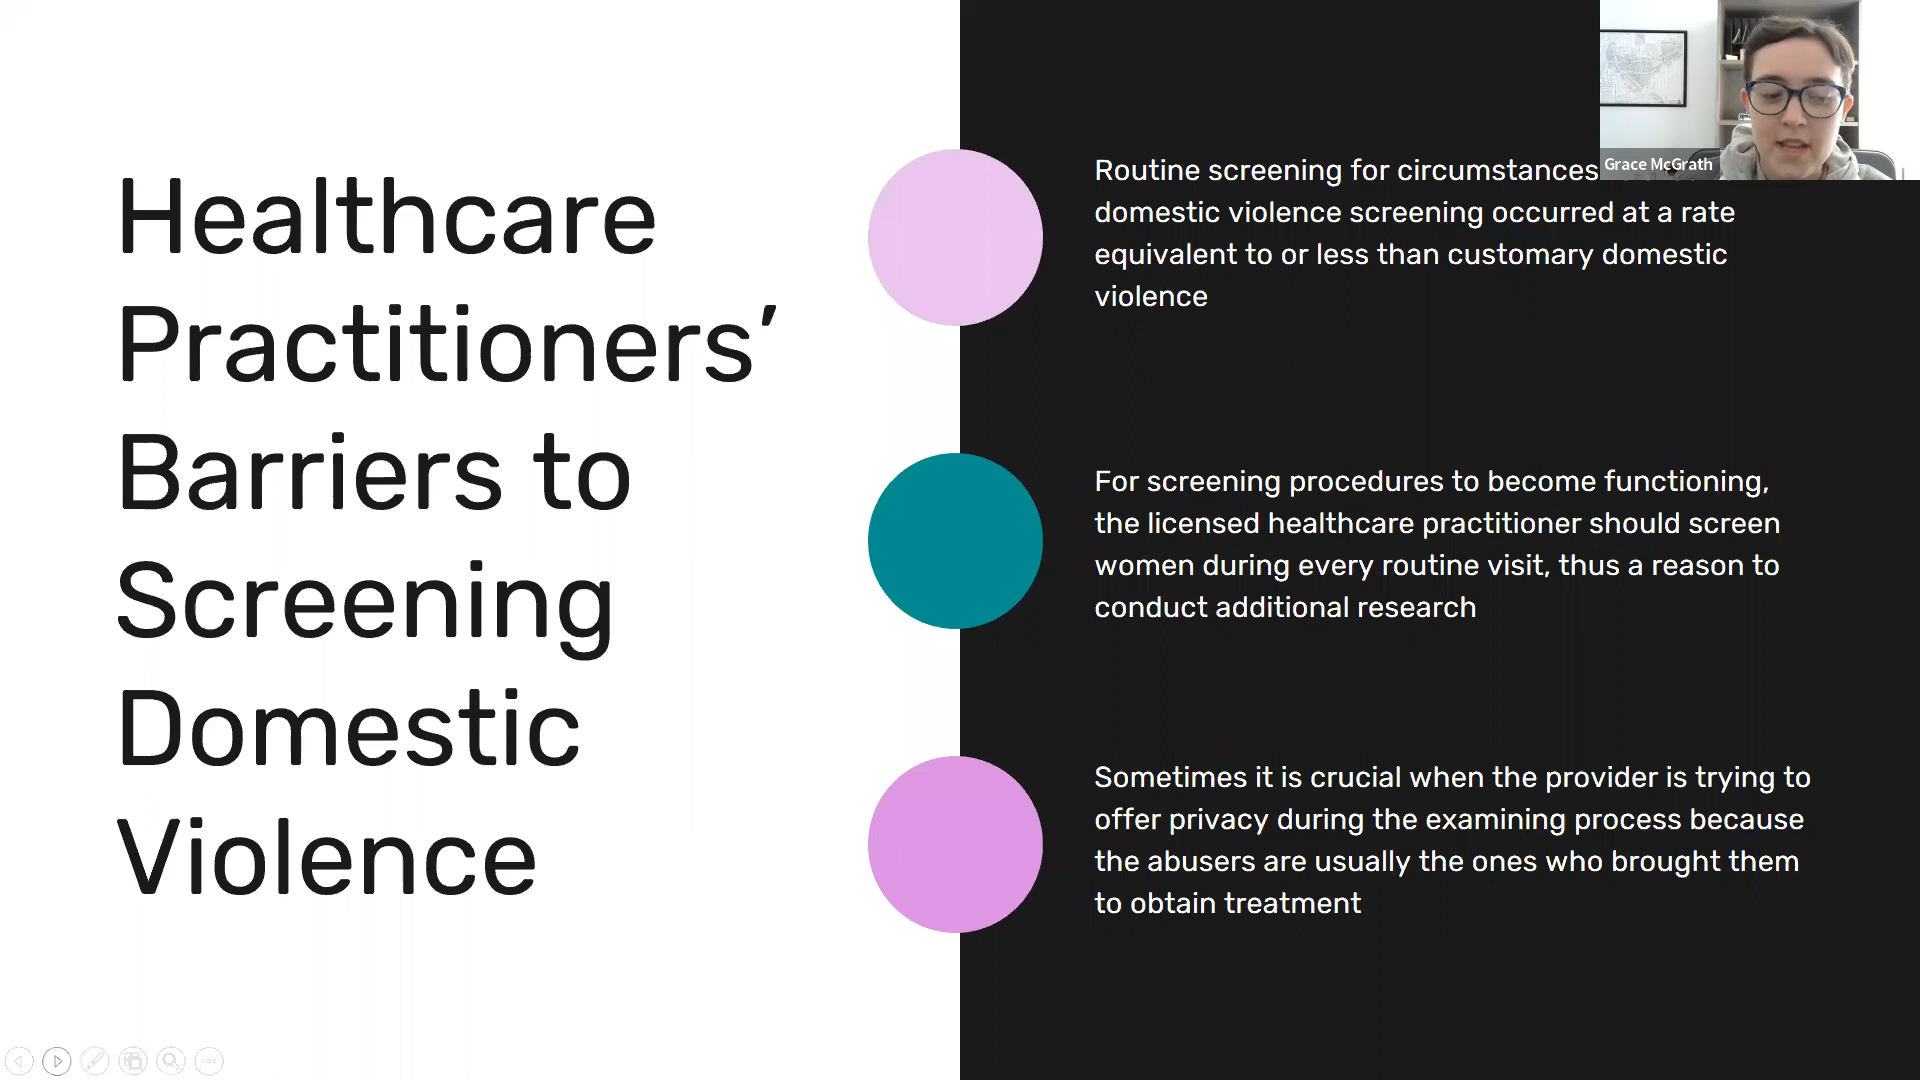 Healthcare
Practitioners’
Barriers to
Screening
Domestic
Violence
Routine screening for circumstances
domestic violence screening occurred at a rate
equivalent to or less than customary domestic
violence
For screening procedures to become functioning,
the licensed healthcare practitioner should screen
women during every routine visit, thus a reason to
conduct additional research
Sometimes it is crucial when the provider is trying to
offer privacy during the examining process because
the abusers are usually the ones who brought them
to obtain treatment
Grace McGrath